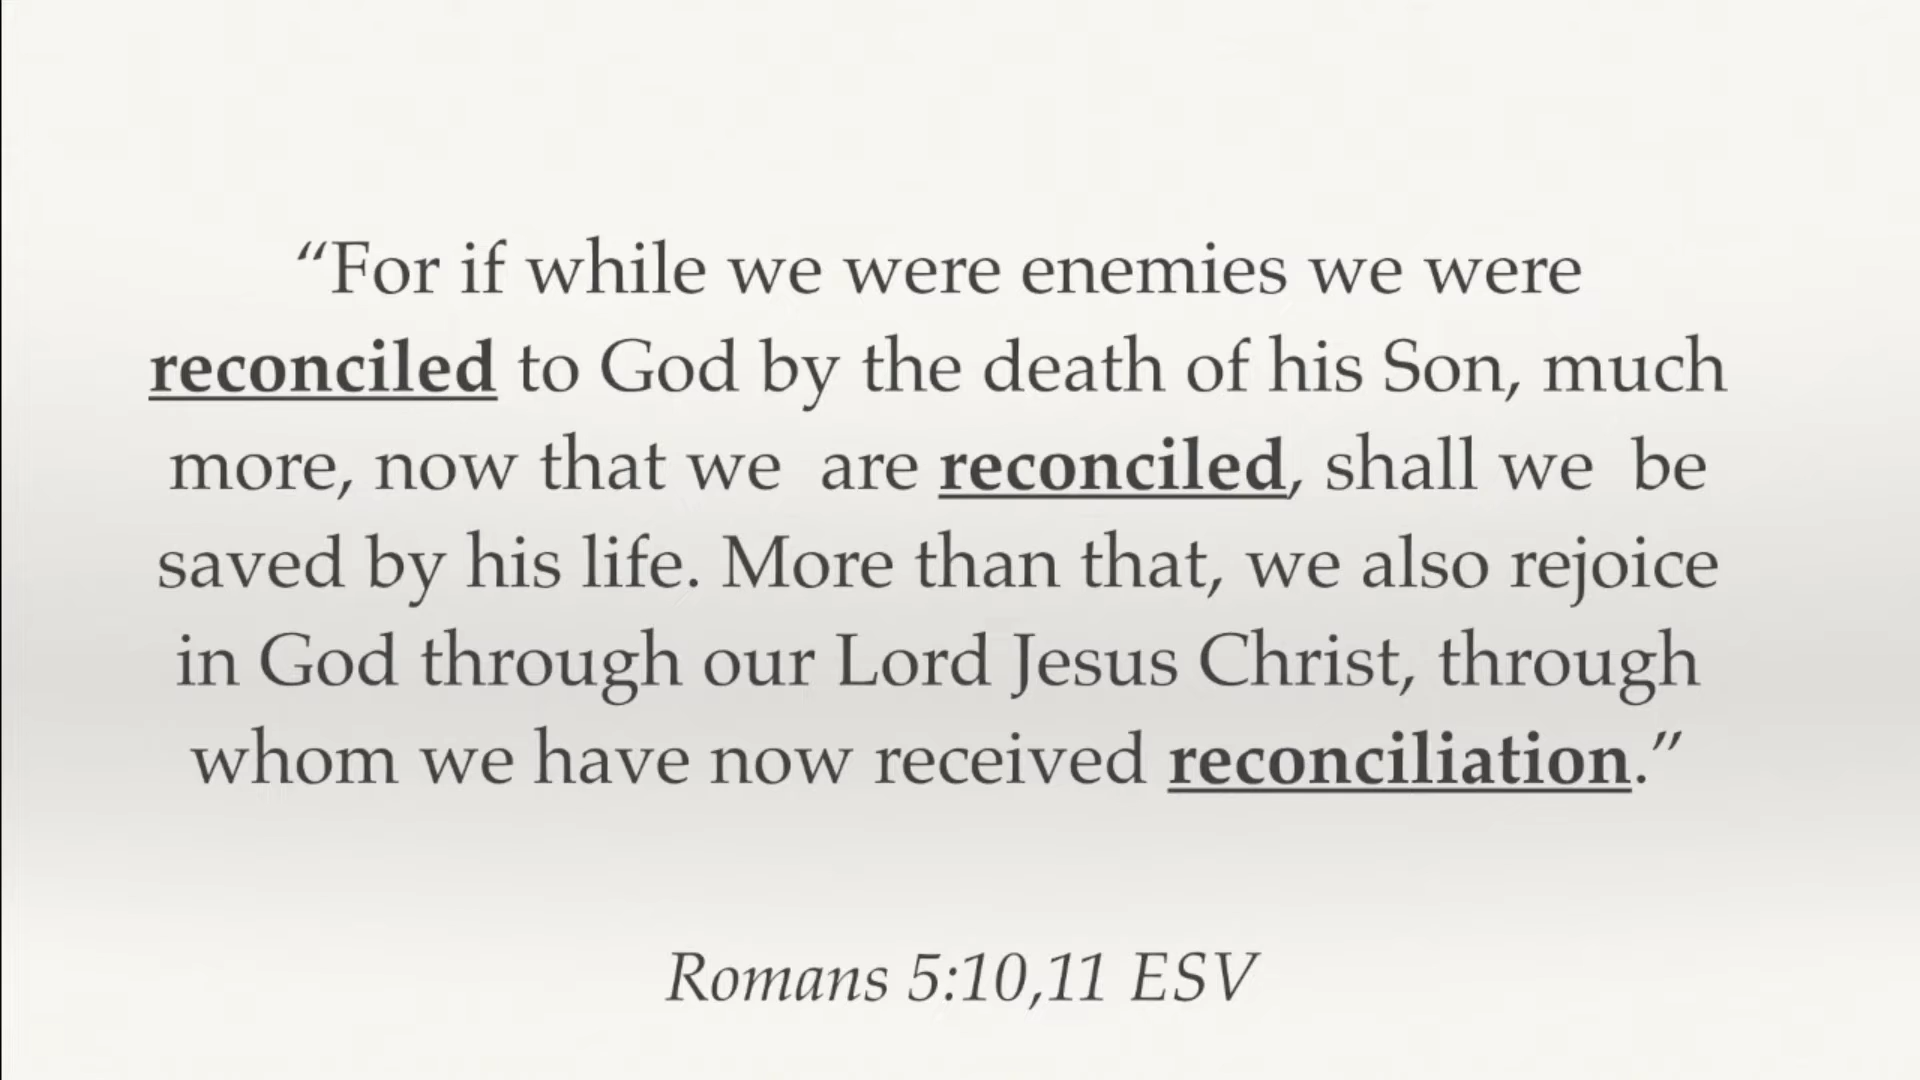 “For if while we were enemies we were
reconciled to God by the death of his Son, much
more, now that we  are reconciled, shall we  be
saved by his life. More than that, we also rejoice
in God through our Lord Jesus Christ, through
whom we have now received reconciliation.”
Romans 5:10,11 ESV